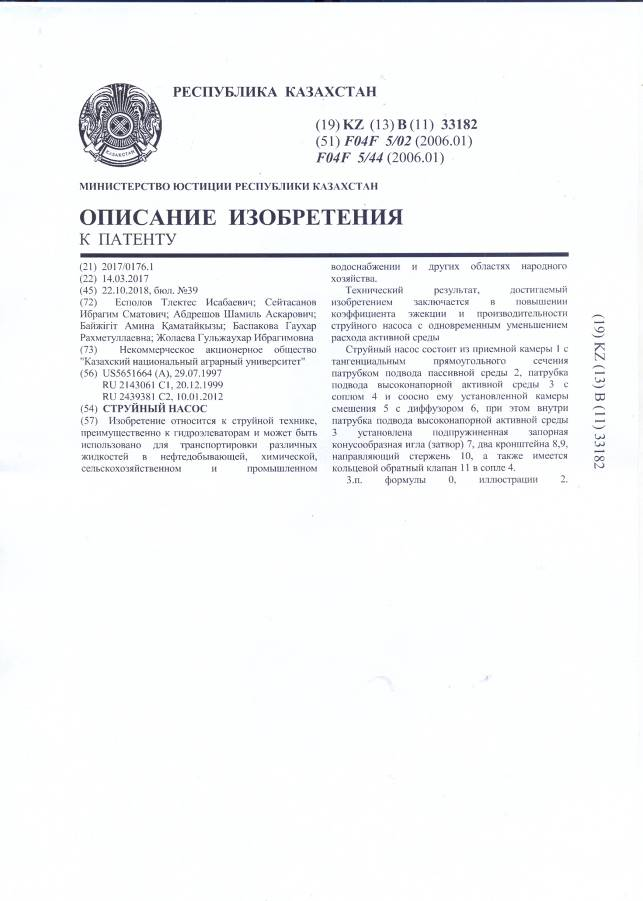 РЕСПУБЛИКА КАЗАХСТАН
ҚАЗАҚСТАН
(19) KZ (13) B (11) 33182
(51) F04F 5/02 (2006.01)
F04F 5/44 (2006.01)
МИНИСТЕРСТВО ЮСТИЦИИ РЕСПУБЛИКИ КАЗАХСТАН
ОПИСАНИЕ ИЗОБРЕТЕНИЯ
К ПАТЕНТУ
(21) 2017/0176.1
(22) 14.03.2017
(45) 22.10.2018, бюл. №39
(72) Есполов Тлектес Исабаевич; Сейтасанов
Ибрагим Сматович; Абдрешов Шамиль Аскарович;
Байжігіт Амина Қаматайқызы; Баспакова Гаухар
Рахметуллаевна; Жолаева Гульжаухар Ибрагимовна
(73) Некоммерческое акционерное общество
"Казахский национальный аграрный университет"
(56) US5651664 (A), 29.07.1997
RU 2143061 C1, 20.12.1999
RU 2439381 C2, 10.01.2012
(54) СТРУЙНЫЙ НАСОС
(57) Изобретение относится к струйной технике,
преимущественно к гидроэлеваторам и может быть
использовано для транспортировки различных
жидкостей в нефтедобывающей, химической,
сельскохозяйственном и промышленном
водоснабжении и других областях народного
хозяйства.
Технический результат, достигаемый
изобретением заключается в повышении
коэффициента эжекции и производительности
струйного насоса с одновременным уменьшением
расхода активной среды
Струйный насос состоит из приемной камеры 1 с
тангенциальным прямоугольного сечения
патрубком подвода пассивной среды 2, патрубка
подвода высоконапорной активной среды 3 с
соплом 4 и соосно ему установленной камеры
смешения 5 с диффузором 6, при этом внутри
патрубка подвода высоконапорной активной среды
3 установлена подпружиненная запорная
конусообразная игла (затвор) 7, два кронштейна 8,9,
направляющий стержень 10, а также имеется
кольцевой обратный клапан 11 в сопле 4.
3.п. формулы 0, иллюстрации 2.
(19) KZ (13) B (11) 33182